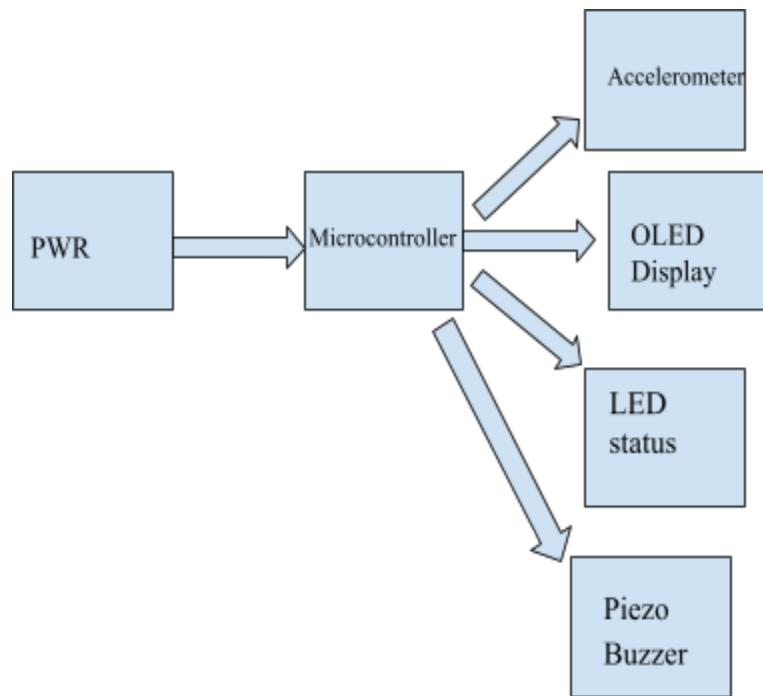 Accelerometer
PWR
Microcontroller
OLED
Display
LED
status
Piezo
Buzzer